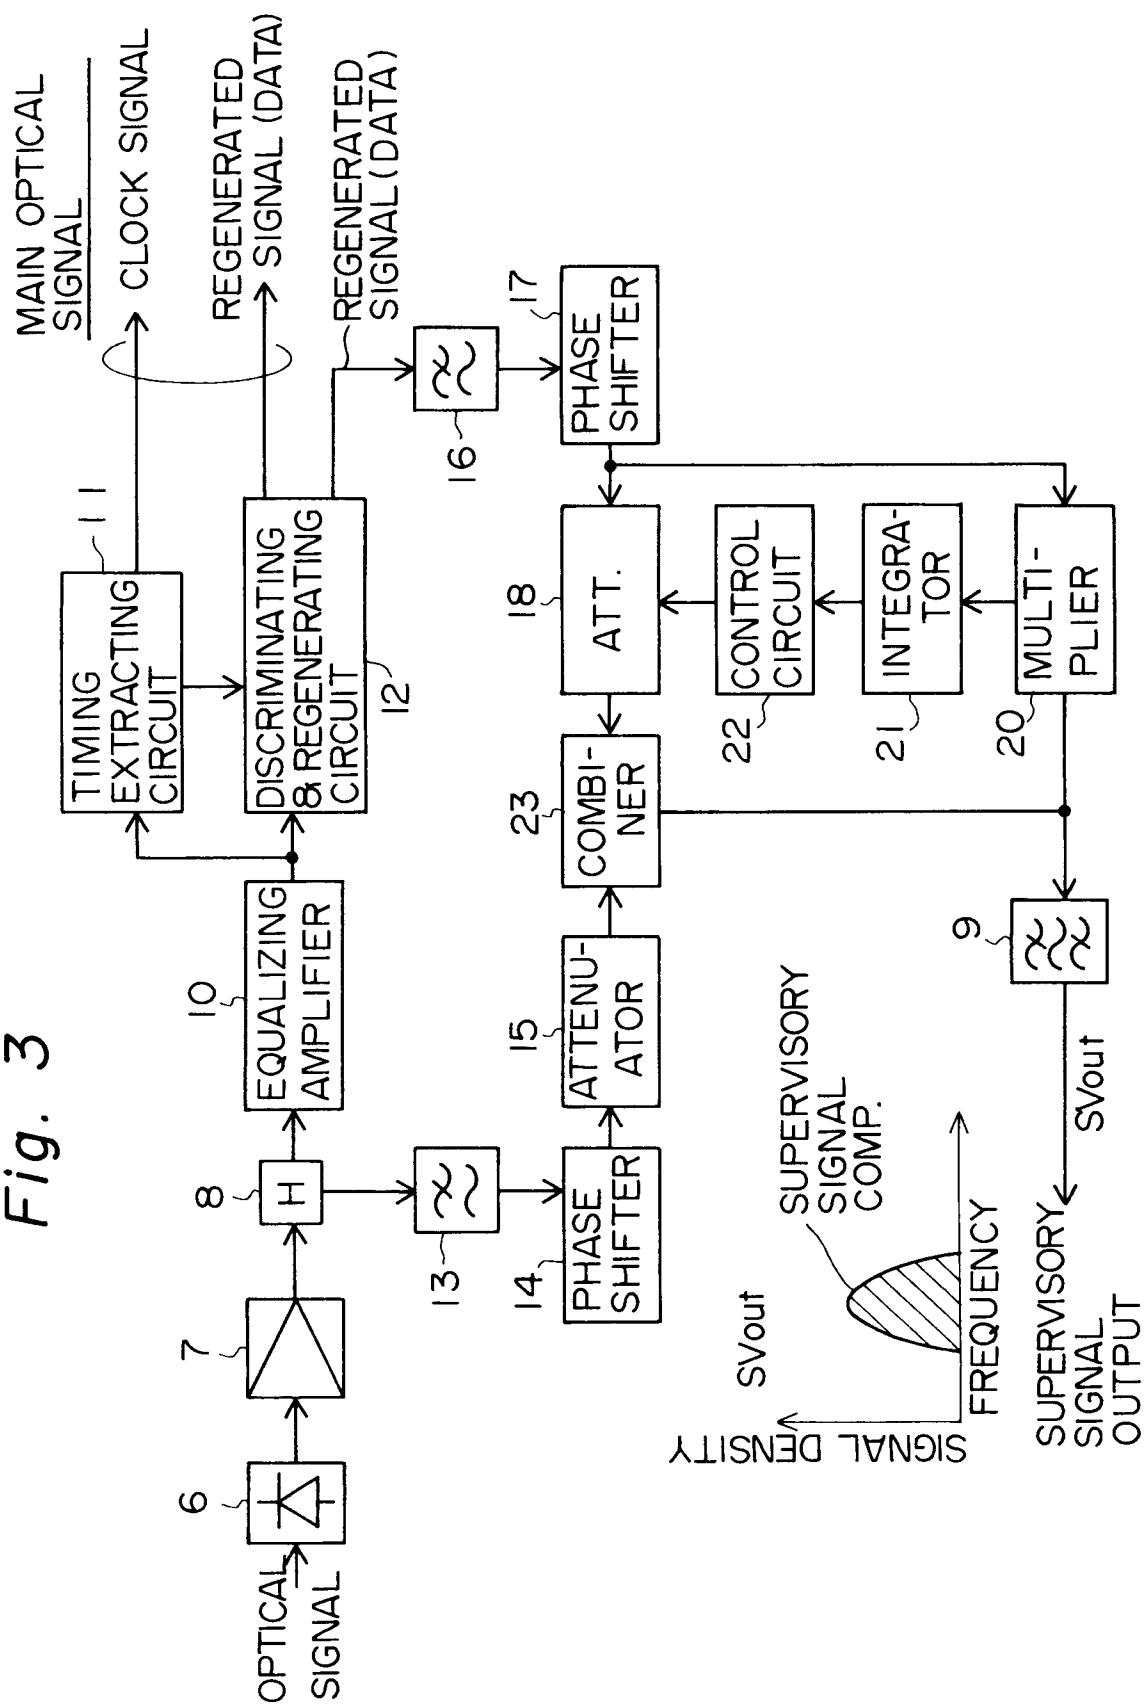 Fig. 3
MAIN OPTICAL
SIGNAL
CLOCK SIGNAL
REGENERATED
SIGNAL (DATA)
REGENERATED
SIGNAL (DATA)
OPTICAL
SIGNAL
6
7
8
H
10
EQUALIZING
AMPLIFIER
11
TIMING
EXTRACTING
CIRCUIT
DISCRIMINATING
& REGENERATING
CIRCUIT
12
13
14
PHASE
SHIFTER
15
ATTENU-
ATOR
23
COMBI-
NER
18
ATT.
16
17
PHASE
SHIFTER
CONTROL
CIRCUIT
22
INTEGRA-
TOR
21
MULTI-
PLIER
20
9
SVout
SUPERVISORY
SIGNAL
OUTPUT
SVout
SUPERVISORY
SIGNAL
COMP.
SIGNAL DENSITY
FREQUENCY